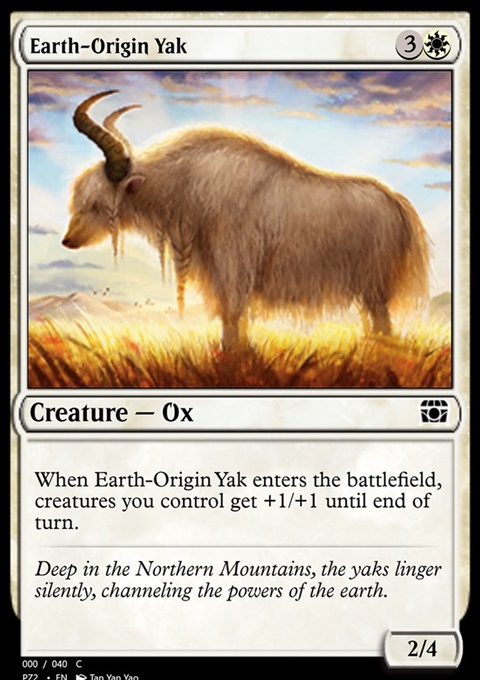 Earth-Origin Yak 3
Creature — Ox
When Earth-Origin Yak enters the battlefield,
creatures you control get +1/+1 until end of
turn.
Deep in the Northern Mountains, the yaks linger
silently, channeling the powers of the earth.
2/4
000 / 040 C
PZ2 • EN Tan Yan Yao